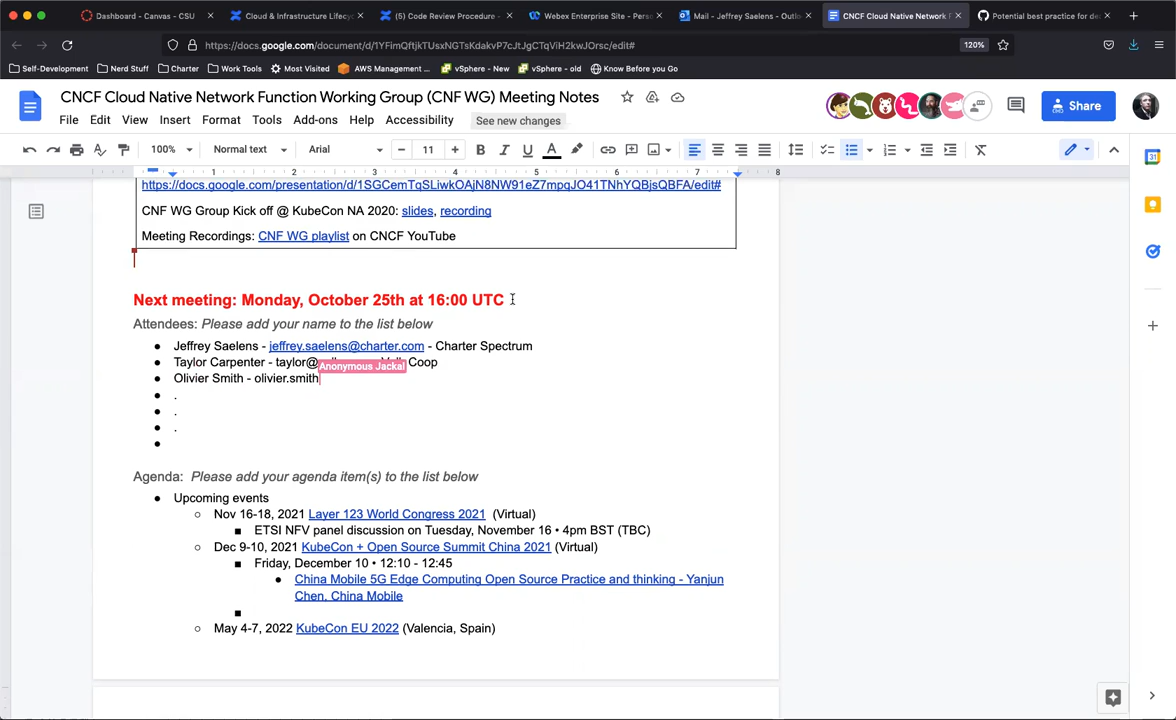 Dashboard - Canvas - CSU
Cloud & Infrastructure Lifecyc
(5) Code Review Procedure -
Webex Enterprise Site - Pers
Mail - Jeffrey Saelens - Outlo
CNCF Cloud Native Network F
Potential best practice for de
https://docs.google.com/document/d/1YFimQftjkTUsxNGTsKdakvP7cJtJgCTqViH2kwJOrsc/edit#
120%
Self-Development
Nerd Stuff
Charter
Work Tools
Most Visited
AWS Management ...
vSphere - New
vSphere - old
Know Before you Go
CNCF Cloud Native Network Function Working Group (CNF WG) Meeting Notes
Share
File Edit View Insert Format Tools Add-ons Help Accessibility
See new changes
100% Normal text Arial 11
1 2 3 4 5 6 7 8
https://docs.google.com/presentation/d/1SGCemTqSLiwkOAjN8NW91eZ7mpqJO41TNhYQBjsQBFA/edit#
CNF WG Group Kick off @ KubeCon NA 2020: slides, recording
Meeting Recordings: CNF WG playlist on CNCF YouTube
Next meeting: Monday, October 25th at 16:00 UTC
Attendees: Please add your name to the list below
● Jeffrey Saelens - jeffrey.saelens@charter.com - Charter Spectrum
● Taylor Carpenter - taylor@ Coop
Anonymous Jackal
● Olivier Smith - olivier.smith
● .
● .
● .
●
Agenda: Please add your agenda item(s) to the list below
● Upcoming events
○ Nov 16-18, 2021 Layer 123 World Congress 2021 (Virtual)
■ ETSI NFV panel discussion on Tuesday, November 16 • 4pm BST (TBC)
○ Dec 9-10, 2021 KubeCon + Open Source Summit China 2021 (Virtual)
■ Friday, December 10 • 12:10 - 12:45
● China Mobile 5G Edge Computing Open Source Practice and thinking - Yanjun
Chen, China Mobile
■
○ May 4-7, 2022 KubeCon EU 2022 (Valencia, Spain)